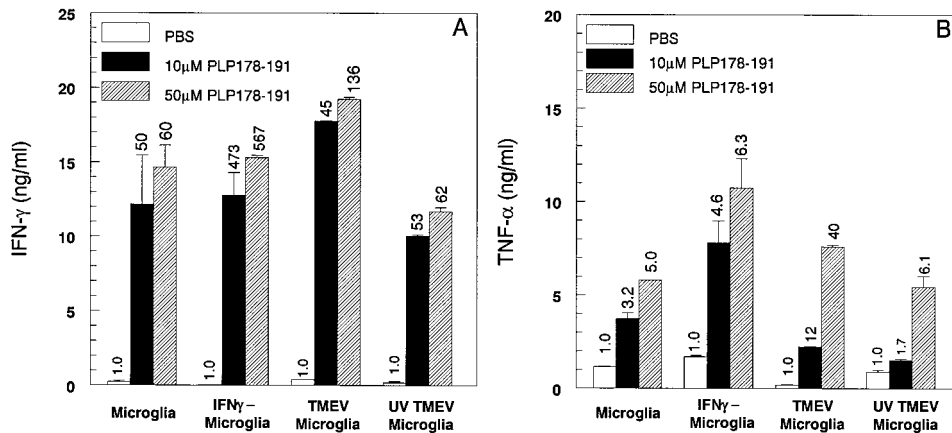 A
PBS
10µM PLP178-191
50µM PLP178-191
IFN-γ (ng/ml)
25
20
15
10
5
0
1.0
50
60
1.0
473
567
1.0
45
136
1.0
53
62
Microglia
IFNγ–
Microglia
TMEV
Microglia
UV TMEV
Microglia
B
PBS
10µM PLP178-191
50µM PLP178-191
TNF-α (ng/ml)
20
15
10
5
0
1.0
3.2
5.0
1.0
4.6
6.3
1.0
12
40
1.0
1.7
6.1
Microglia
IFNγ–
Microglia
TMEV
Microglia
UV TMEV
Microglia